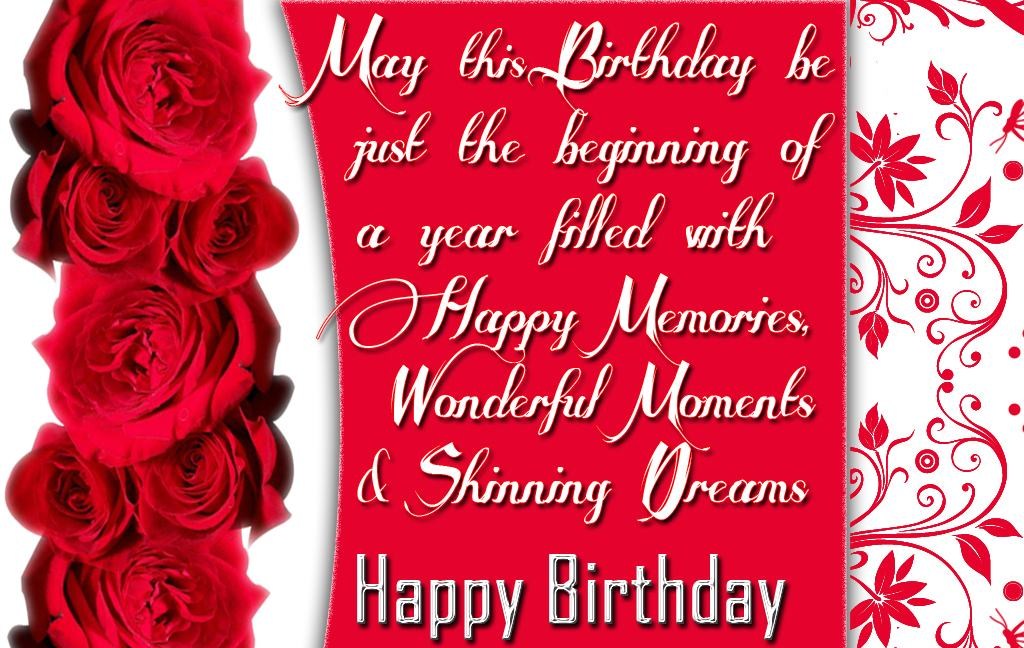 May this Birthday be
just the beginning of
a year filled with
Happy Memories,
Wonderful Moments
& Shinning Dreams
Happy Birthday